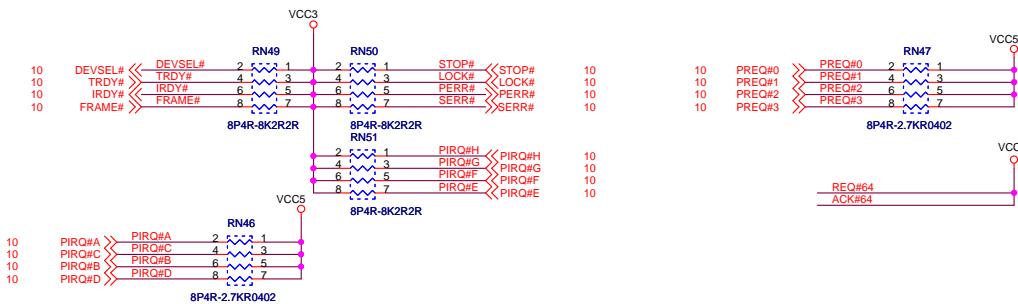 VCC3
RN49 RN50
10 DEVSEL# DEVSEL# 2 1 2 1 STOP# STOP# 10
10 TRDY# TRDY# 4 3 4 3 LOCK# LOCK# 10
10 IRDY# IRDY# 6 5 6 5 PERR# PERR# 10
10 FRAME# FRAME# 8 7 8 7 SERR# SERR# 10
8P4R-8K2R2R 8P4R-8K2R2R
RN51
2 1 PIRQ#H PIRQ#H 10
4 3 PIRQ#G PIRQ#G 10
6 5 PIRQ#F PIRQ#F 10
8 7 PIRQ#E PIRQ#E 10
8P4R-8K2R2R
VCC5
RN46
10 PIRQ#A PIRQ#A 2 1
10 PIRQ#C PIRQ#C 4 3
10 PIRQ#B PIRQ#B 6 5
10 PIRQ#D PIRQ#D 8 7
8P4R-2.7KR0402
VCC5
RN47
10 PREQ#0 PREQ#0 2 1
10 PREQ#1 PREQ#1 4 3
10 PREQ#2 PREQ#2 6 5
10 PREQ#3 PREQ#3 8 7
8P4R-2.7KR0402
VCC
REQ#64
ACK#64